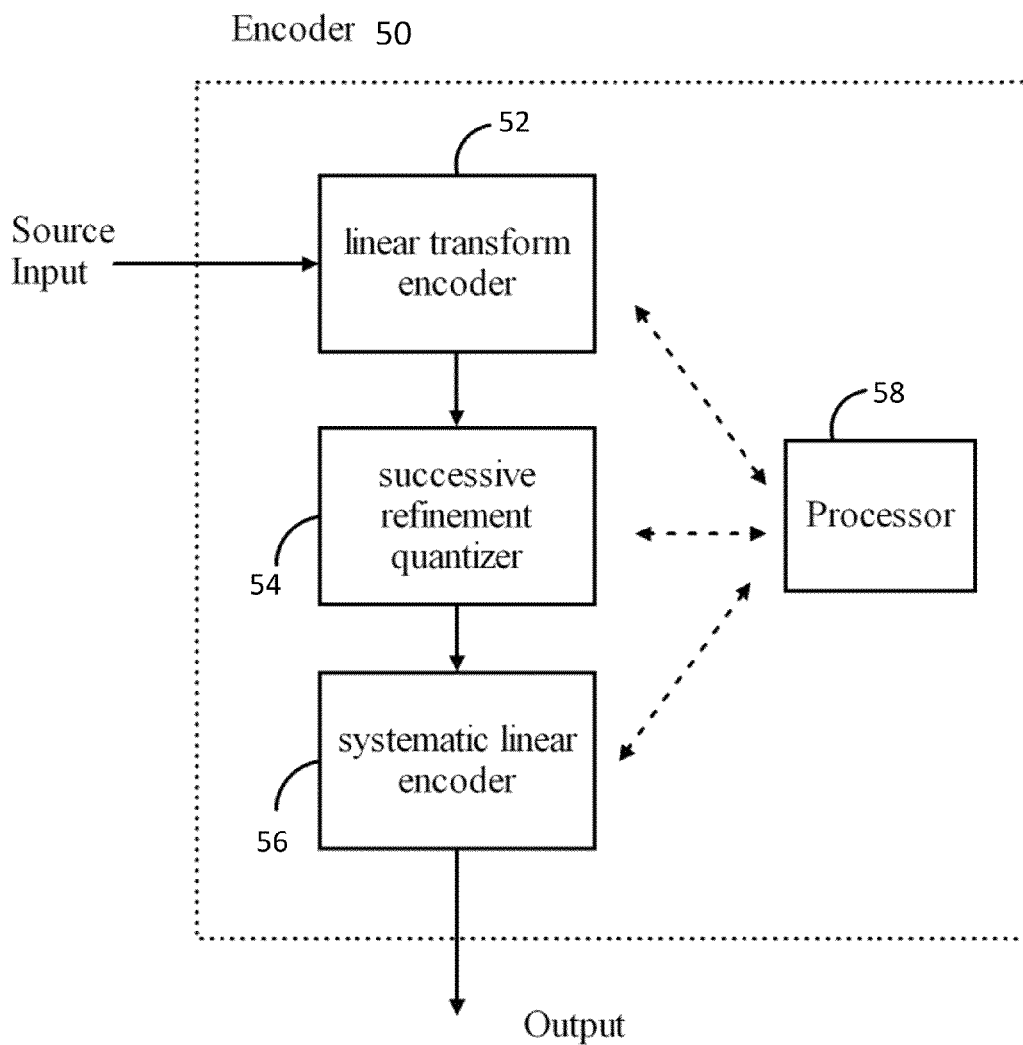 Encoder 50
52
Source
Input
linear transform
encoder
58
successive
refinement
quantizer
Processor
54
systematic linear
encoder
56
Output